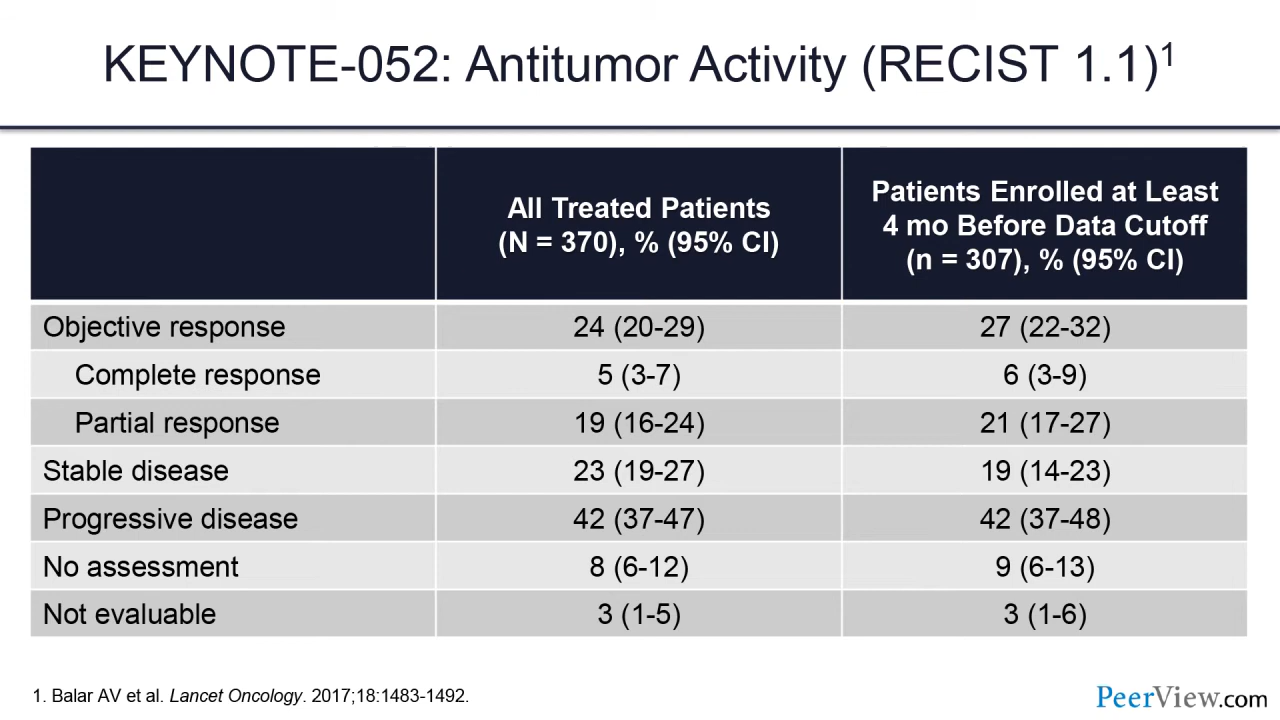 KEYNOTE-052: Antitumor Activity (RECIST 1.1)1
All Treated Patients
(N = 370), % (95% CI)
Patients Enrolled at Least
4 mo Before Data Cutoff
(n = 307), % (95% CI)
Objective response 24 (20-29) 27 (22-32)
Complete response 5 (3-7) 6 (3-9)
Partial response 19 (16-24) 21 (17-27)
Stable disease 23 (19-27) 19 (14-23)
Progressive disease 42 (37-47) 42 (37-48)
No assessment 8 (6-12) 9 (6-13)
Not evaluable 3 (1-5) 3 (1-6)
1. Balar AV et al. Lancet Oncology. 2017;18:1483-1492.
PeerView.com